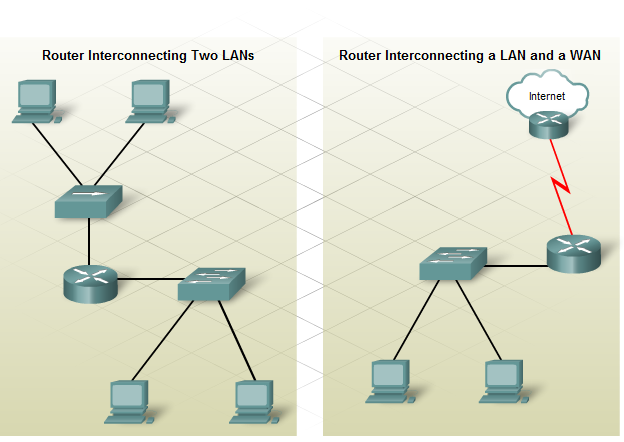 Router Interconnecting Two LANs
Router Interconnecting a LAN and a WAN
Internet